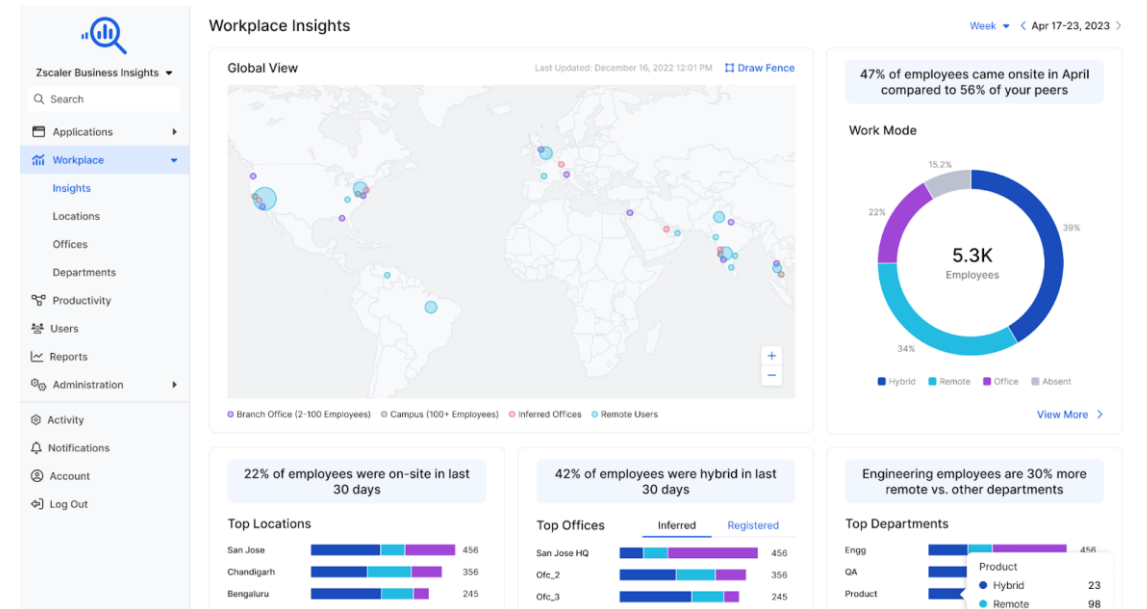 Zscaler Business Insights
Search
Applications
Workplace
Insights
Locations
Offices
Departments
Productivity
Users
Reports
Administration
Activity
Notifications
Account
Log Out
Workplace Insights
Week
Apr 17-23, 2023
Global View
Last Updated: December 16, 2022 12:01 PM
Draw Fence
+
−
Branch Office (2-100 Employees)
Campus (100+ Employees)
Inferred Offices
Remote Users
47% of employees came onsite in April
compared to 56% of your peers
Work Mode
15.2%
22%
39%
34%
5.3K
Employees
Hybrid
Remote
Office
Absent
View More
22% of employees were on-site in last
30 days
Top Locations
San Jose 456
Chandigarh 356
Bengaluru 245
42% of employees were hybrid in last
30 days
Top Offices
Inferred
Registered
San Jose HQ 456
Ofc_2 356
Ofc_3 245
Engineering employees are 30% more
remote vs. other departments
Top Departments
Engg 456
QA
Product
Product
Hybrid 23
Remote 98